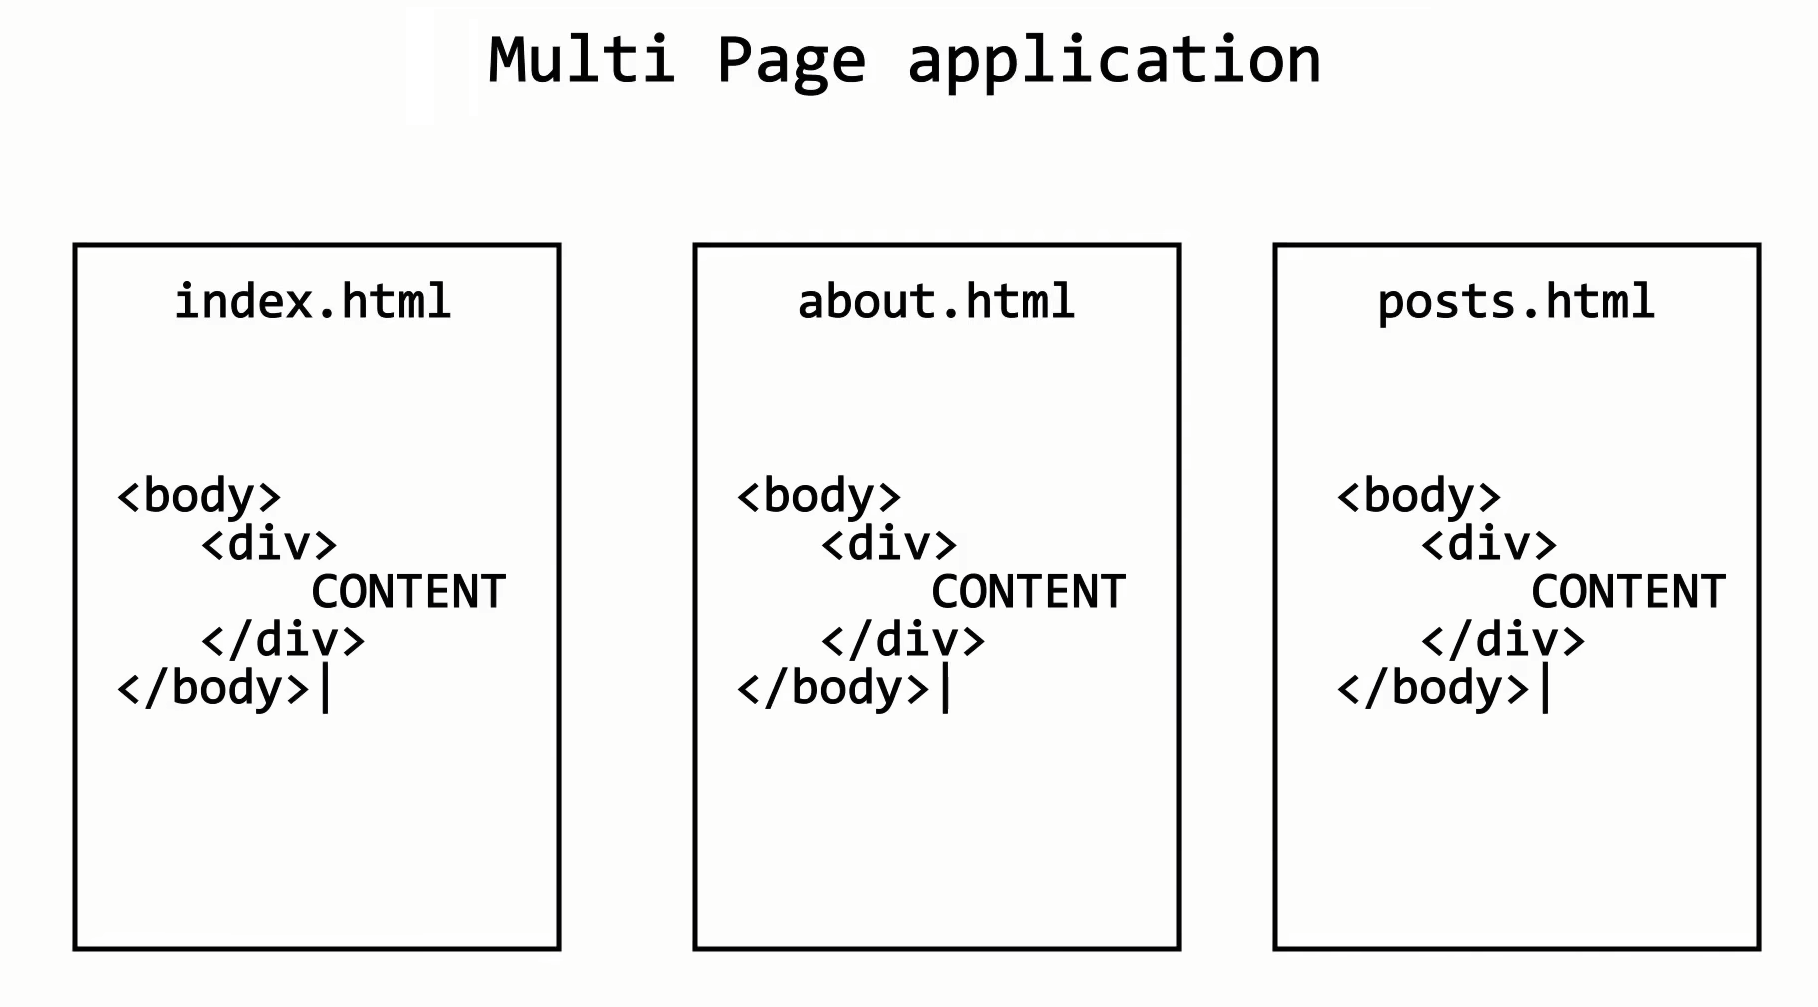 Multi Page application
index.html
<body>
<div>
CONTENT
</div>
</body>|
about.html
<body>
<div>
CONTENT
</div>
</body>|
posts.html
<body>
<div>
CONTENT
</div>
</body>|